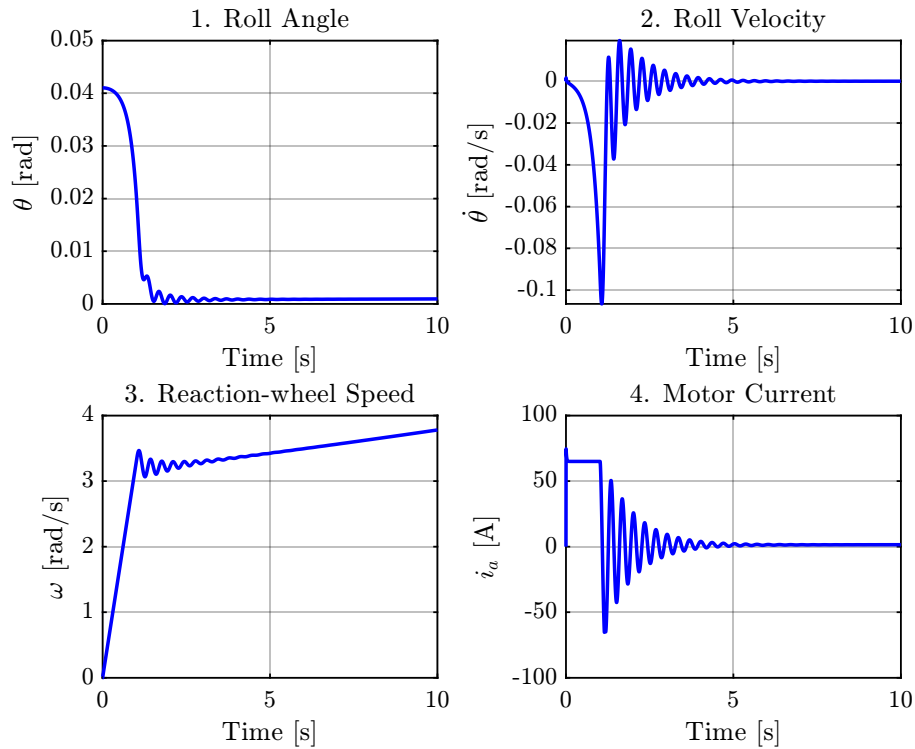 1. Roll Angle
0.05
0.04
0.03
0.02
0.01
0
θ [rad]
0
5
10
Time [s]
2. Roll Velocity
0
-0.02
-0.04
-0.06
-0.08
-0.1
θ̇ [rad/s]
0
5
10
Time [s]
3. Reaction-wheel Speed
4
3
2
1
0
ω [rad/s]
0
5
10
Time [s]
4. Motor Current
100
50
0
-50
-100
i_a [A]
0
5
10
Time [s]